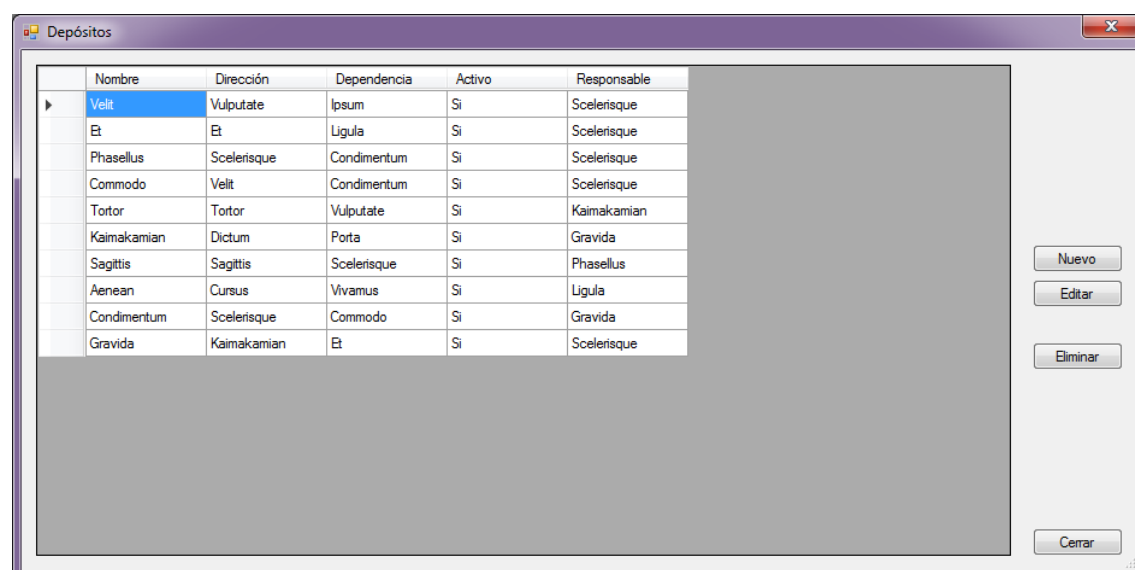 Depósitos
Nombre Dirección Dependencia Activo Responsable
Velit Vulputate Ipsum Si Scelerisque
Et Et Ligula Si Scelerisque
Phasellus Scelerisque Condimentum Si Scelerisque
Commodo Velit Condimentum Si Scelerisque
Tortor Tortor Vulputate Si Kaimakamian
Kaimakamian Dictum Porta Si Gravida
Sagittis Sagittis Scelerisque Si Phasellus
Aenean Cursus Vivamus Si Ligula
Condimentum Scelerisque Commodo Si Gravida
Gravida Kaimakamian Et Si Scelerisque
Nuevo
Editar
Eliminar
Cerrar